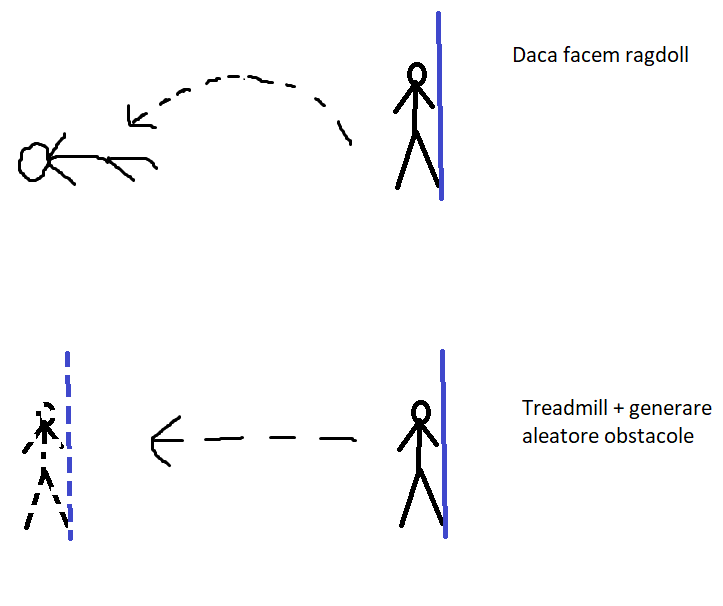 Daca facem ragdoll
Treadmill + generare
aleatore obstacole